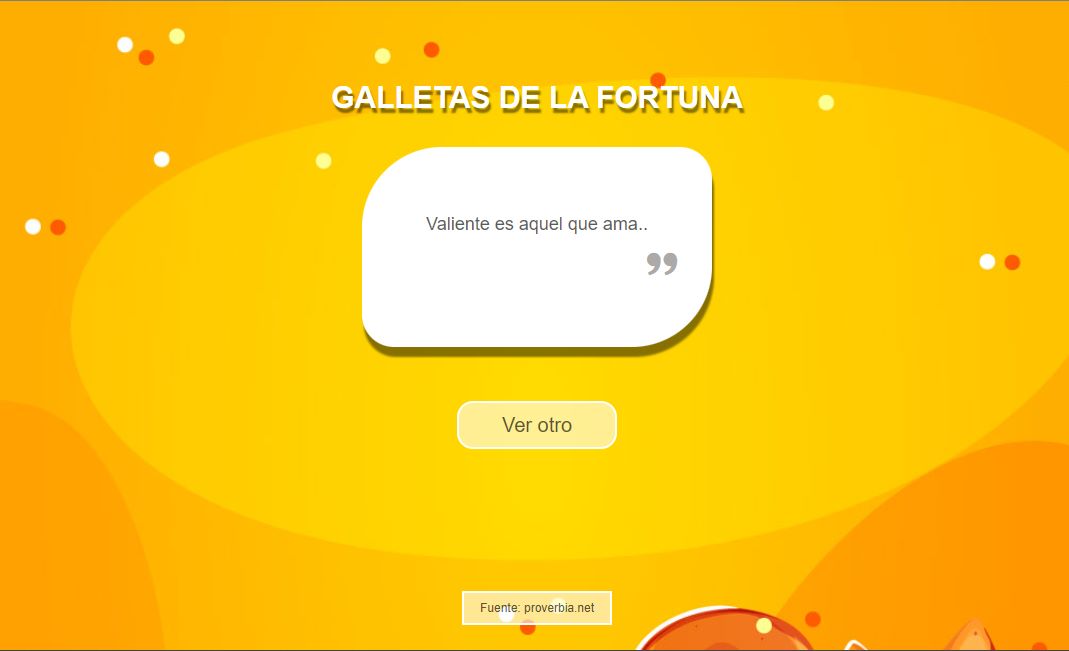 GALLETAS DE LA FORTUNA
Valiente es aquel que ama..
”
Ver otro
Fuente: proverbia.net